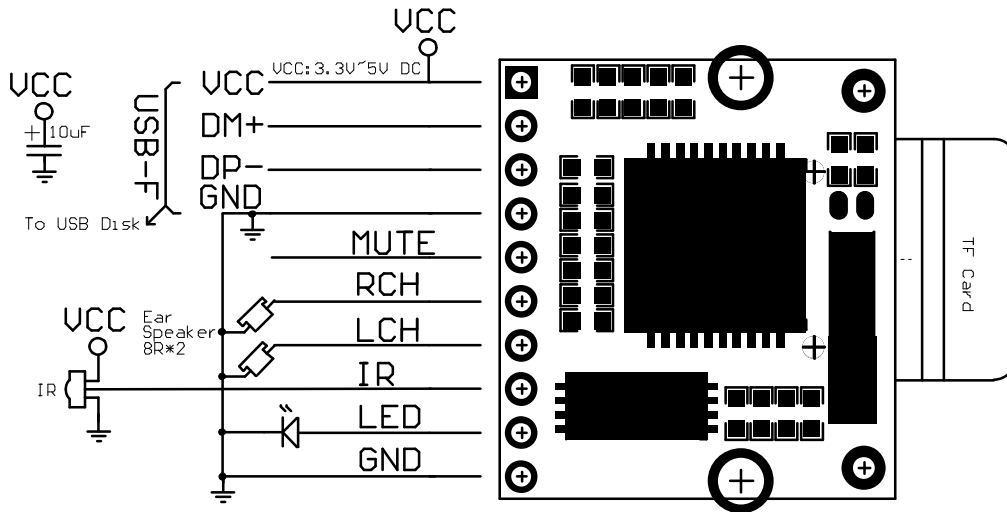 VCC
VCC:3.3V~5V DC
VCC
VCC
+ 10uF
USB-F
DM+
DP-
GND
To USB Disk
MUTE
RCH
LCH
VCC
Ear
Speaker
8R*2
IR
IR
LED
GND
TF Card
--